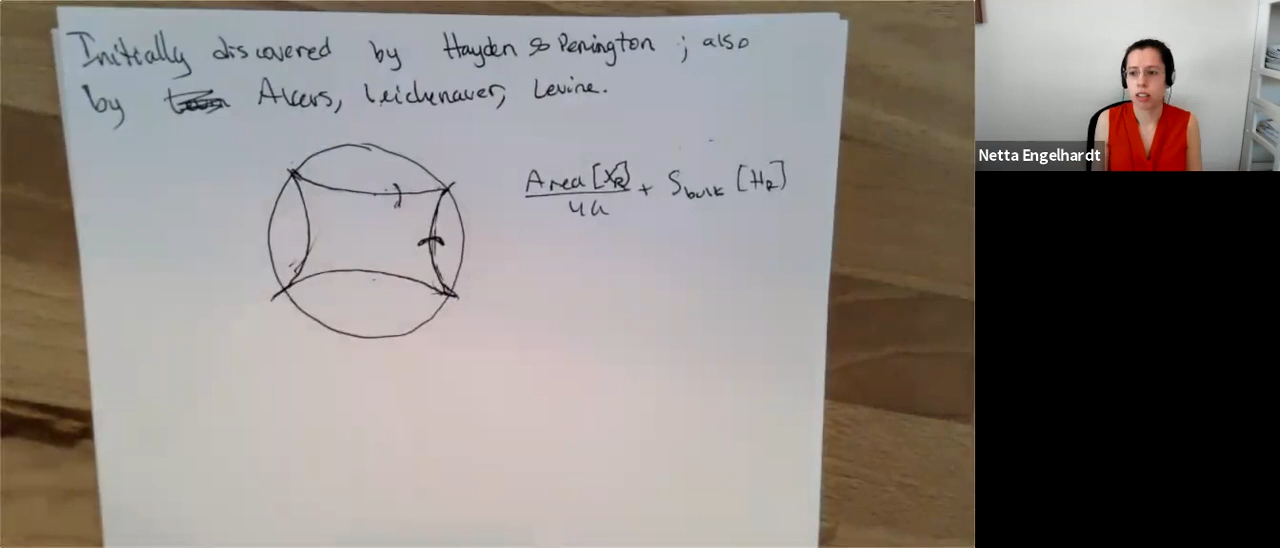 Initially discovered by Hayden & Penington ; also
by Akers, Leichenauer, Levine.
Area [X_R] / 4G + S_bulk [H_R]
Netta Engelhardt